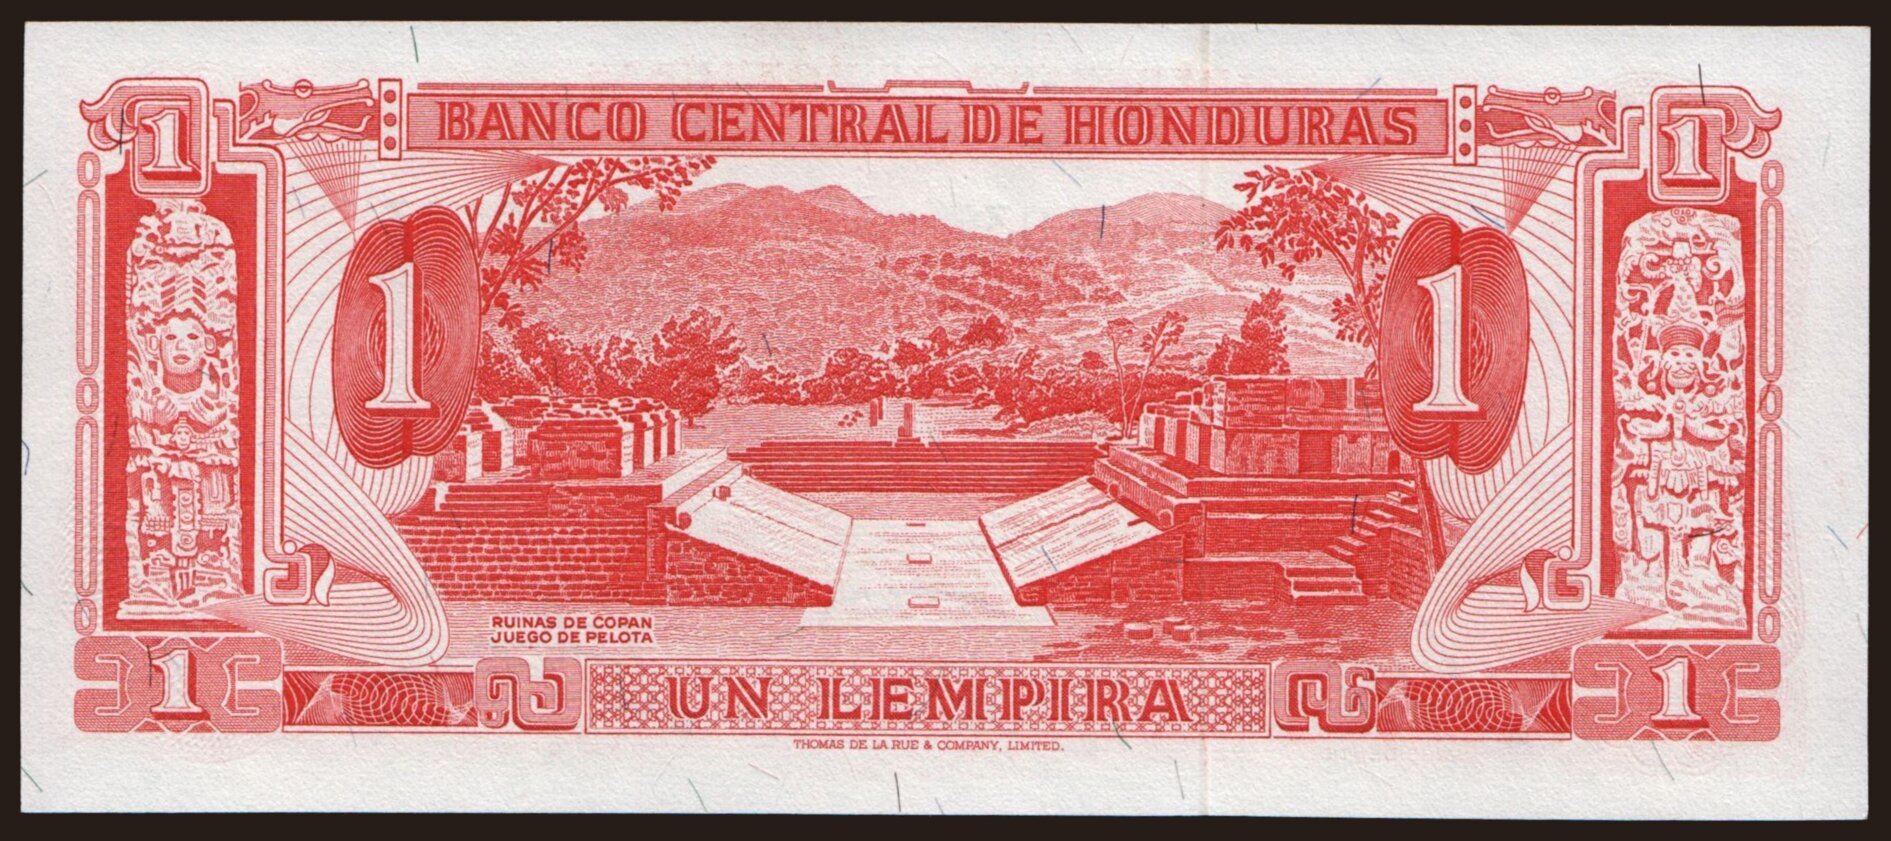 BANCO CENTRAL DE HONDURAS
1
1
1
1
RUINAS DE COPAN
JUEGO DE PELOTA
1
UN LEMPIRA
1
THOMAS DE LA RUE & COMPANY, LIMITED.